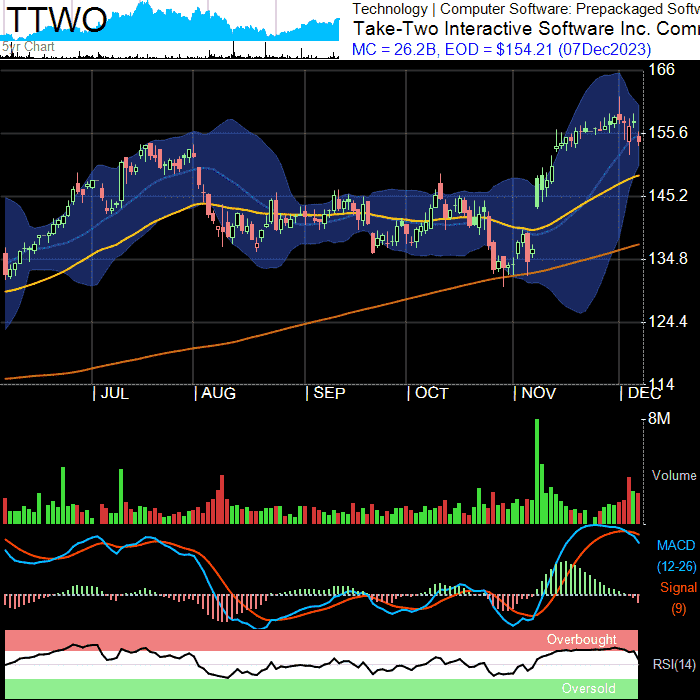 TTWO
5yr Chart
Technology | Computer Software: Prepackaged Softw
Take-Two Interactive Software Inc. Comm
MC = 26.2B, EOD = $154.21 (07Dec2023)
166
155.6
145.2
134.8
124.4
114
JUL
AUG
SEP
OCT
NOV
DEC
8M
Volume
MACD
(12-26)
Signal
(9)
Overbought
RSI(14)
Oversold